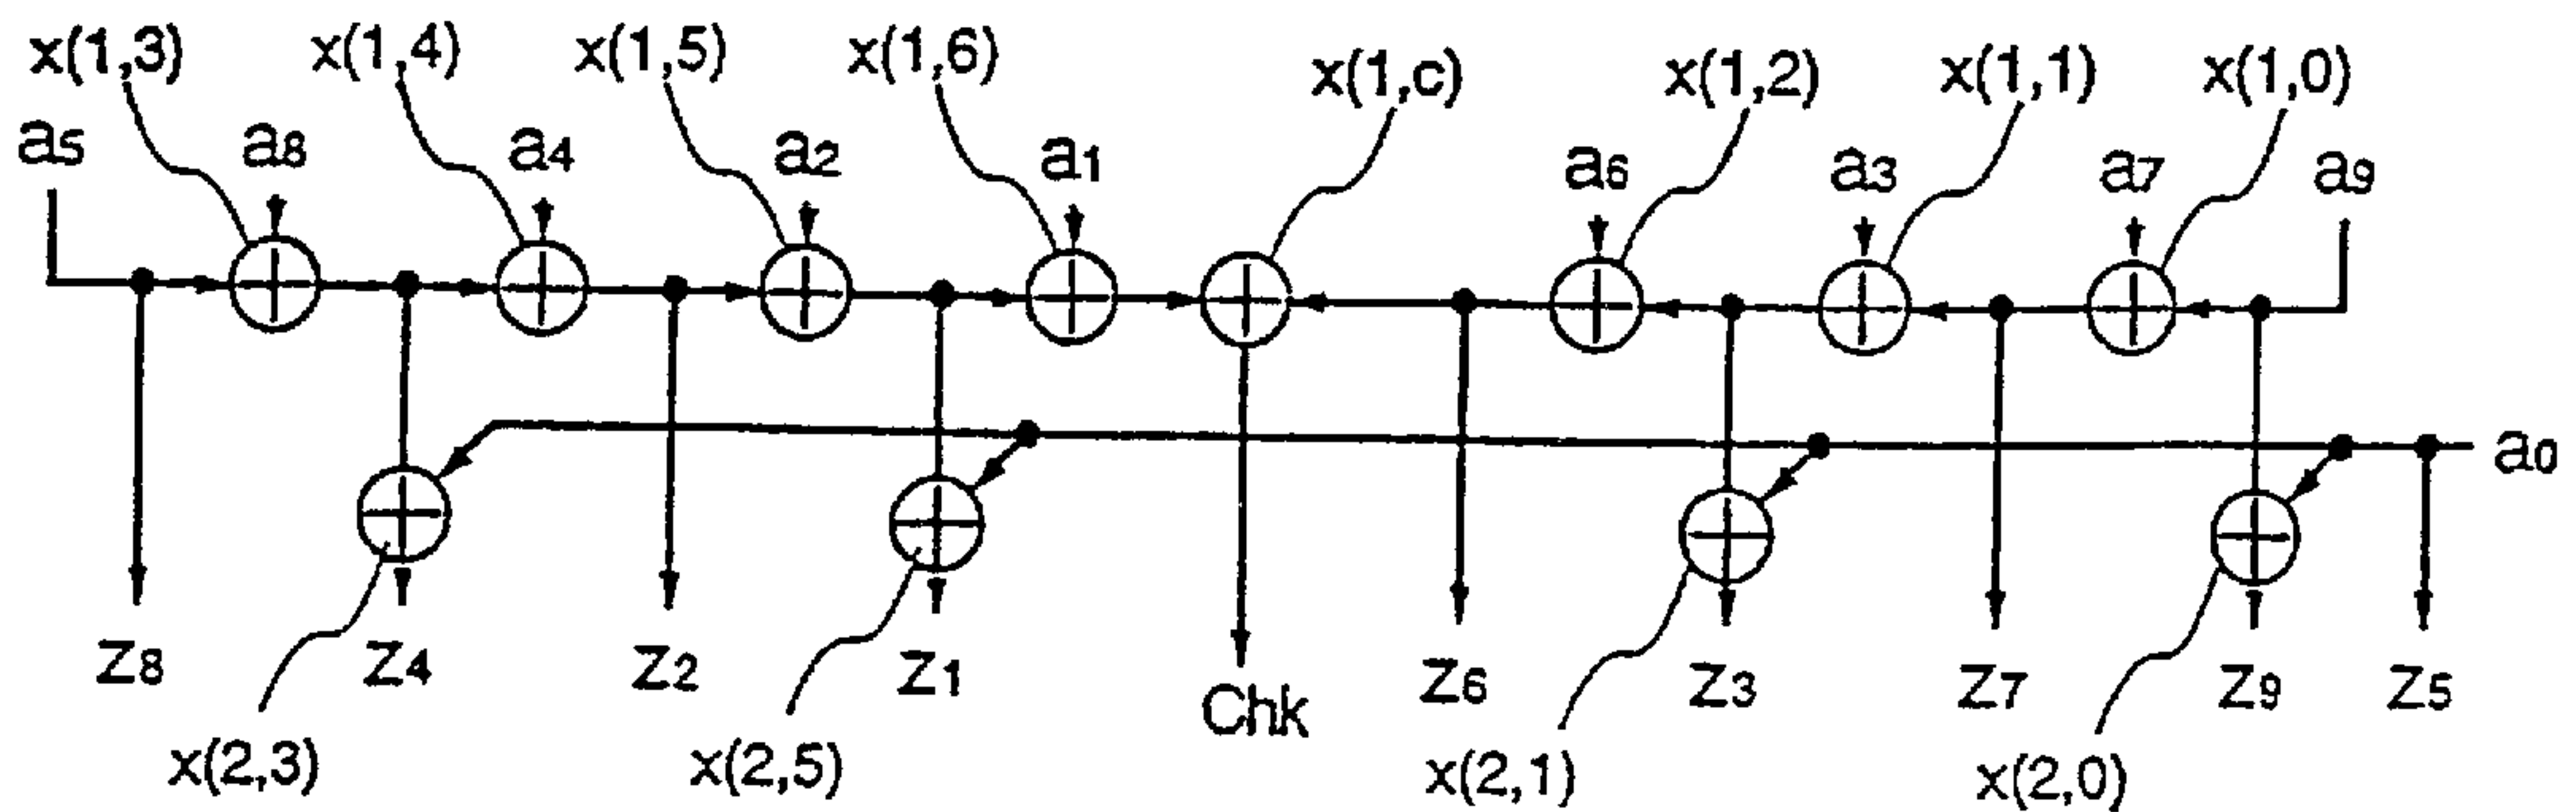 x(1,3) x(1,4) x(1,5) x(1,6) x(1,c) x(1,2) x(1,1) x(1,0)
a5 a8 a4 a2 a1 a6 a3 a7 a9
a0
z8 z4 z2 z1 Chk z6 z3 z7 z9 z5
x(2,3) x(2,5) x(2,1) x(2,0)